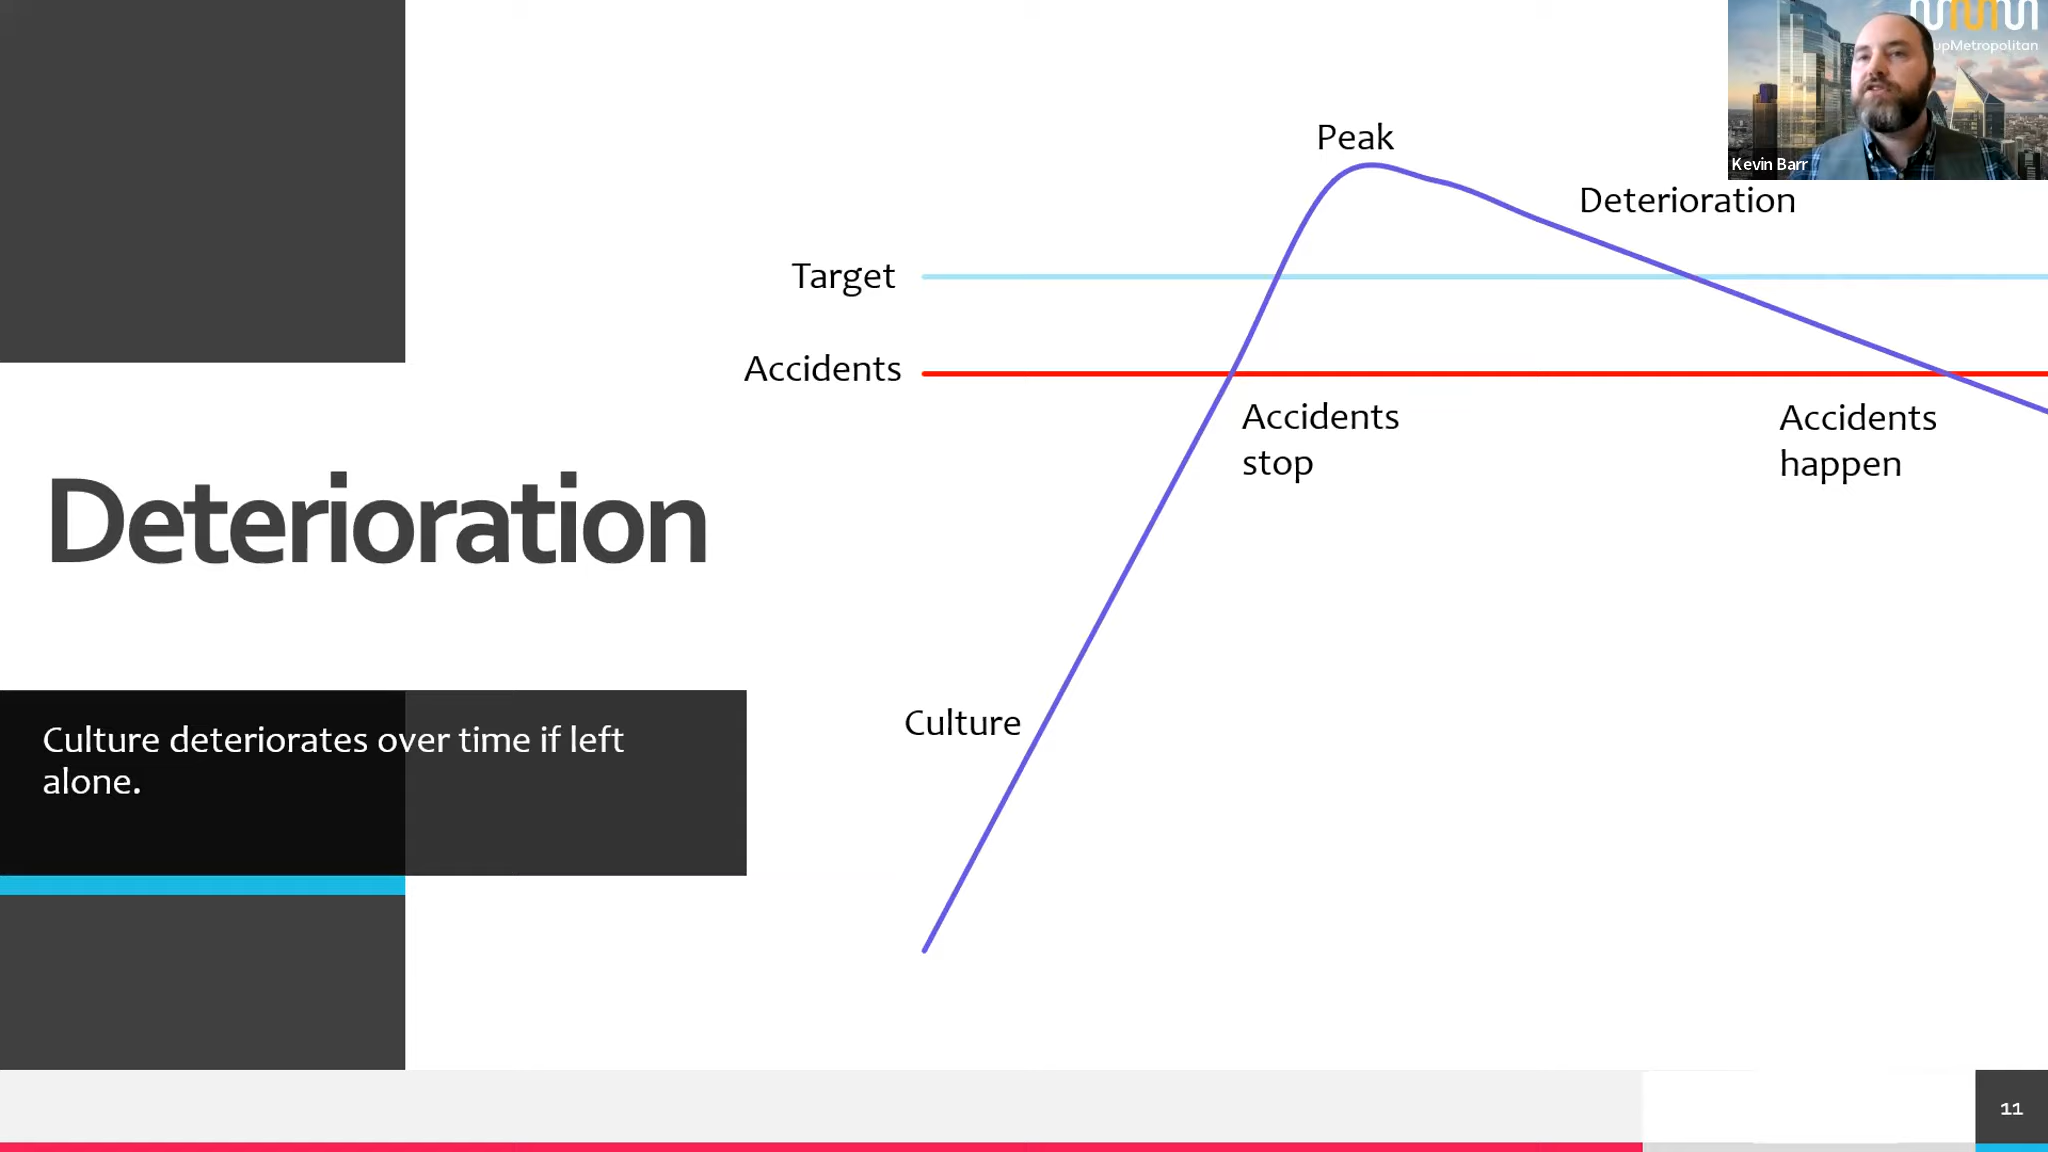 upMetropolitan
Kevin Barr
Peak
Deterioration
Target
Accidents
Accidents
stop
Accidents
happen
Deterioration
Culture
Culture deteriorates over time if left
alone.
11